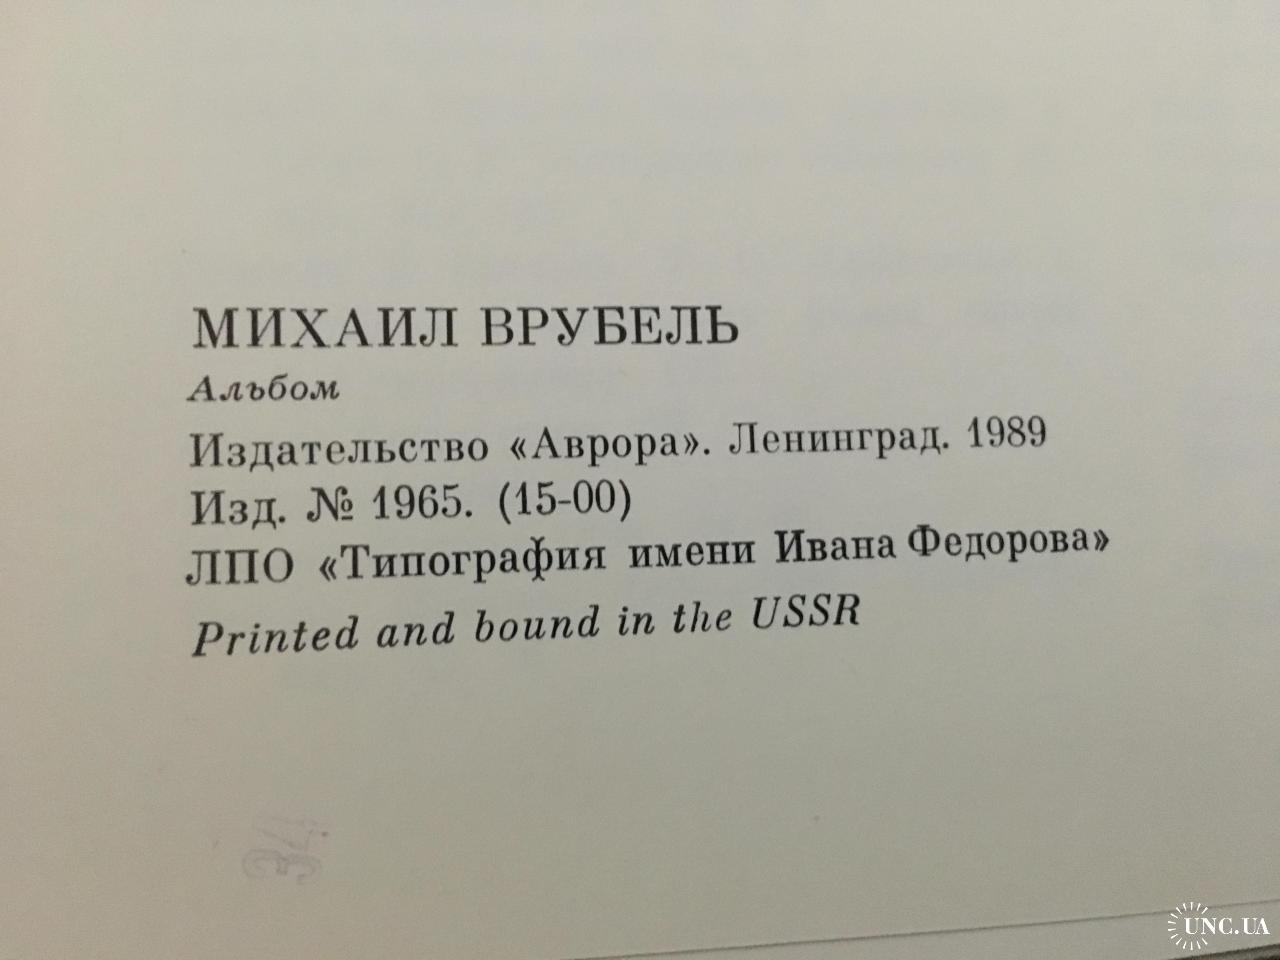 МИХАИЛ ВРУБЕЛЬ
Альбом
Издательство «Аврора». Ленинград. 1989
Изд. № 1965. (15-00)
ЛПО «Типография имени Ивана Федорова»
Printed and bound in the USSR
UNC.UA